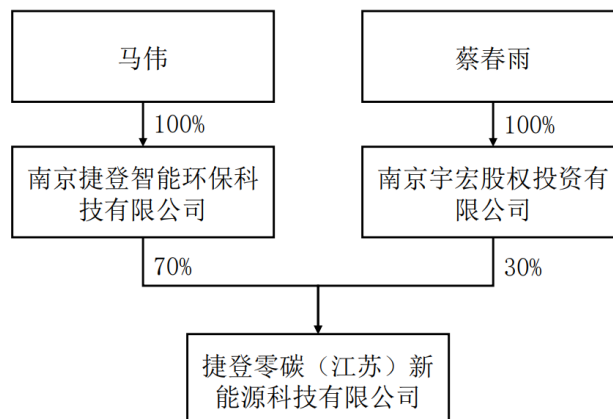 马伟
蔡春雨
100%
100%
南京捷登智能环保科
技有限公司
南京宇宏股权投资有
限公司
70%
30%
捷登零碳（江苏）新
能源科技有限公司